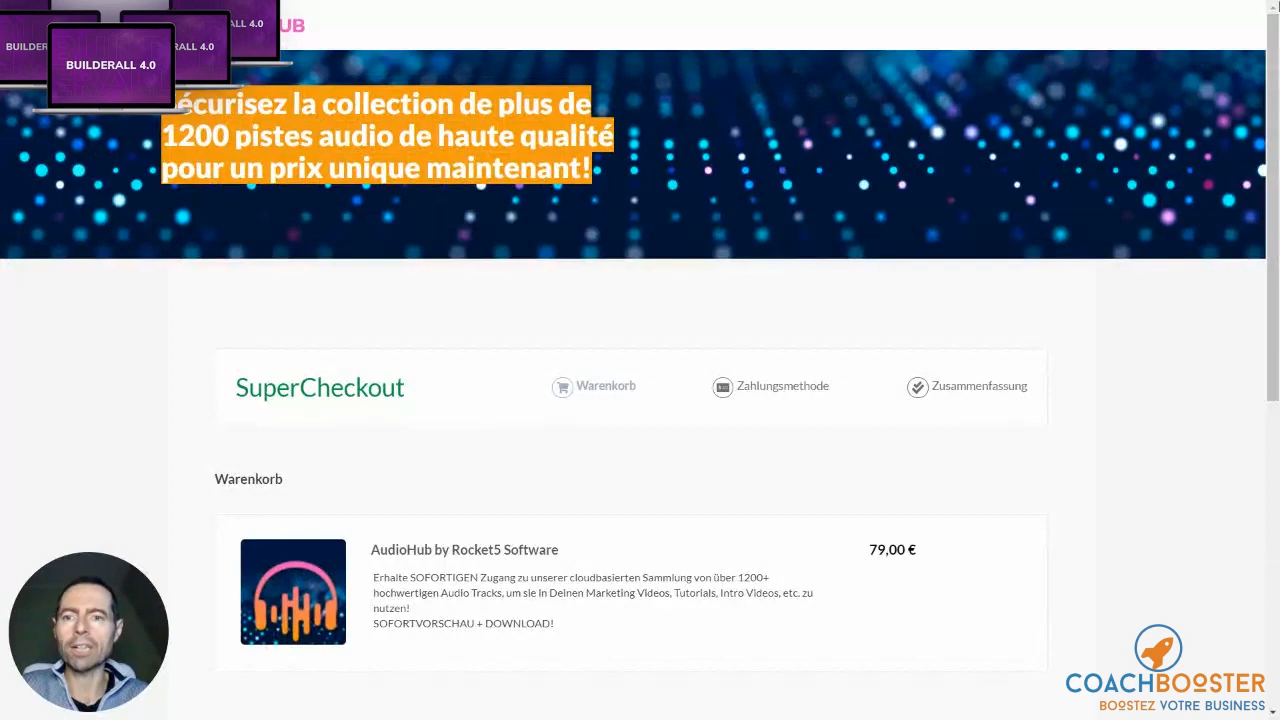 ALL 4.0
UB
BUILDER
RALL 4.0
BUILDERALL 4.0
écurisez la collection de plus de
1200 pistes audio de haute qualité
pour un prix unique maintenant!
SuperCheckout
Warenkorb
Zahlungsmethode
Zusammenfassung
Warenkorb
AudioHub by Rocket5 Software
79,00 €
Erhalte SOFORTIGEN Zugang zu unserer cloudbasierten Sammlung von über 1200+
hochwertigen Audio Tracks, um sie in Deinen Marketing Videos, Tutorials, Intro Videos, etc. zu
nutzen!
SOFORTVORSCHAU + DOWNLOAD!
COACHBOOSTER
BOOSTEZ VOTRE BUSINESS